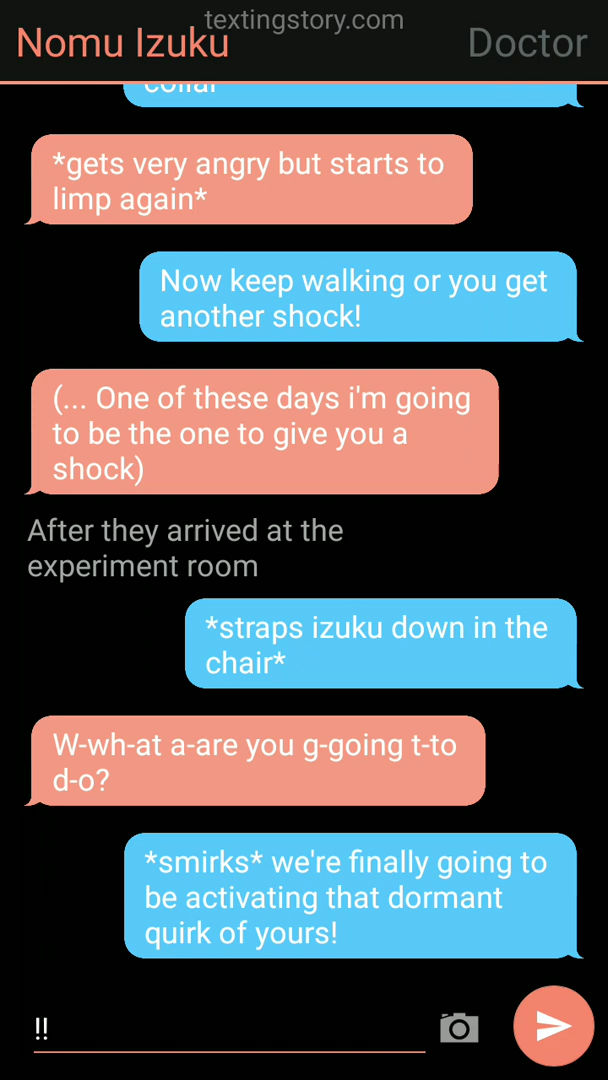 textingstory.com
Nomu Izuku
Doctor
collar
*gets very angry but starts to
limp again*
Now keep walking or you get
another shock!
(... One of these days i'm going
to be the one to give you a
shock)
After they arrived at the
experiment room
*straps izuku down in the
chair*
W-wh-at a-are you g-going t-to
d-o?
*smirks* we're finally going to
be activating that dormant
quirk of yours!
!!